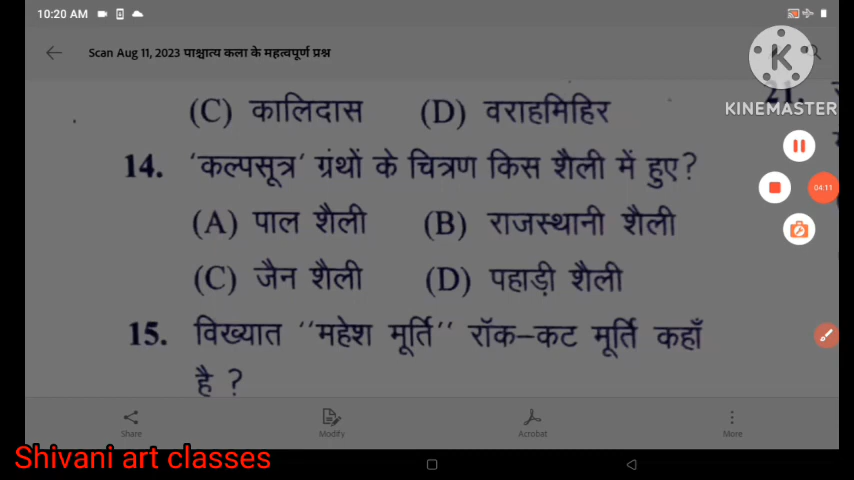 10:20 AM
Scan Aug 11, 2023 पाश्चात्य कला के महत्वपूर्ण प्रश्न
KINEMASTER
21.
(C) कालिदास (D) वराहमिहिर
14. ‘कल्पसूत्र’ ग्रंथों के चित्रण किस शैली में हुए?
(A) पाल शैली (B) राजस्थानी शैली
04:11
(C) जैन शैली (D) पहाड़ी शैली
15. विख्यात ‘‘महेश मूर्ति’’ रॉक–कट मूर्ति कहाँ
है ?
Share Modify Acrobat More
Shivani art classes